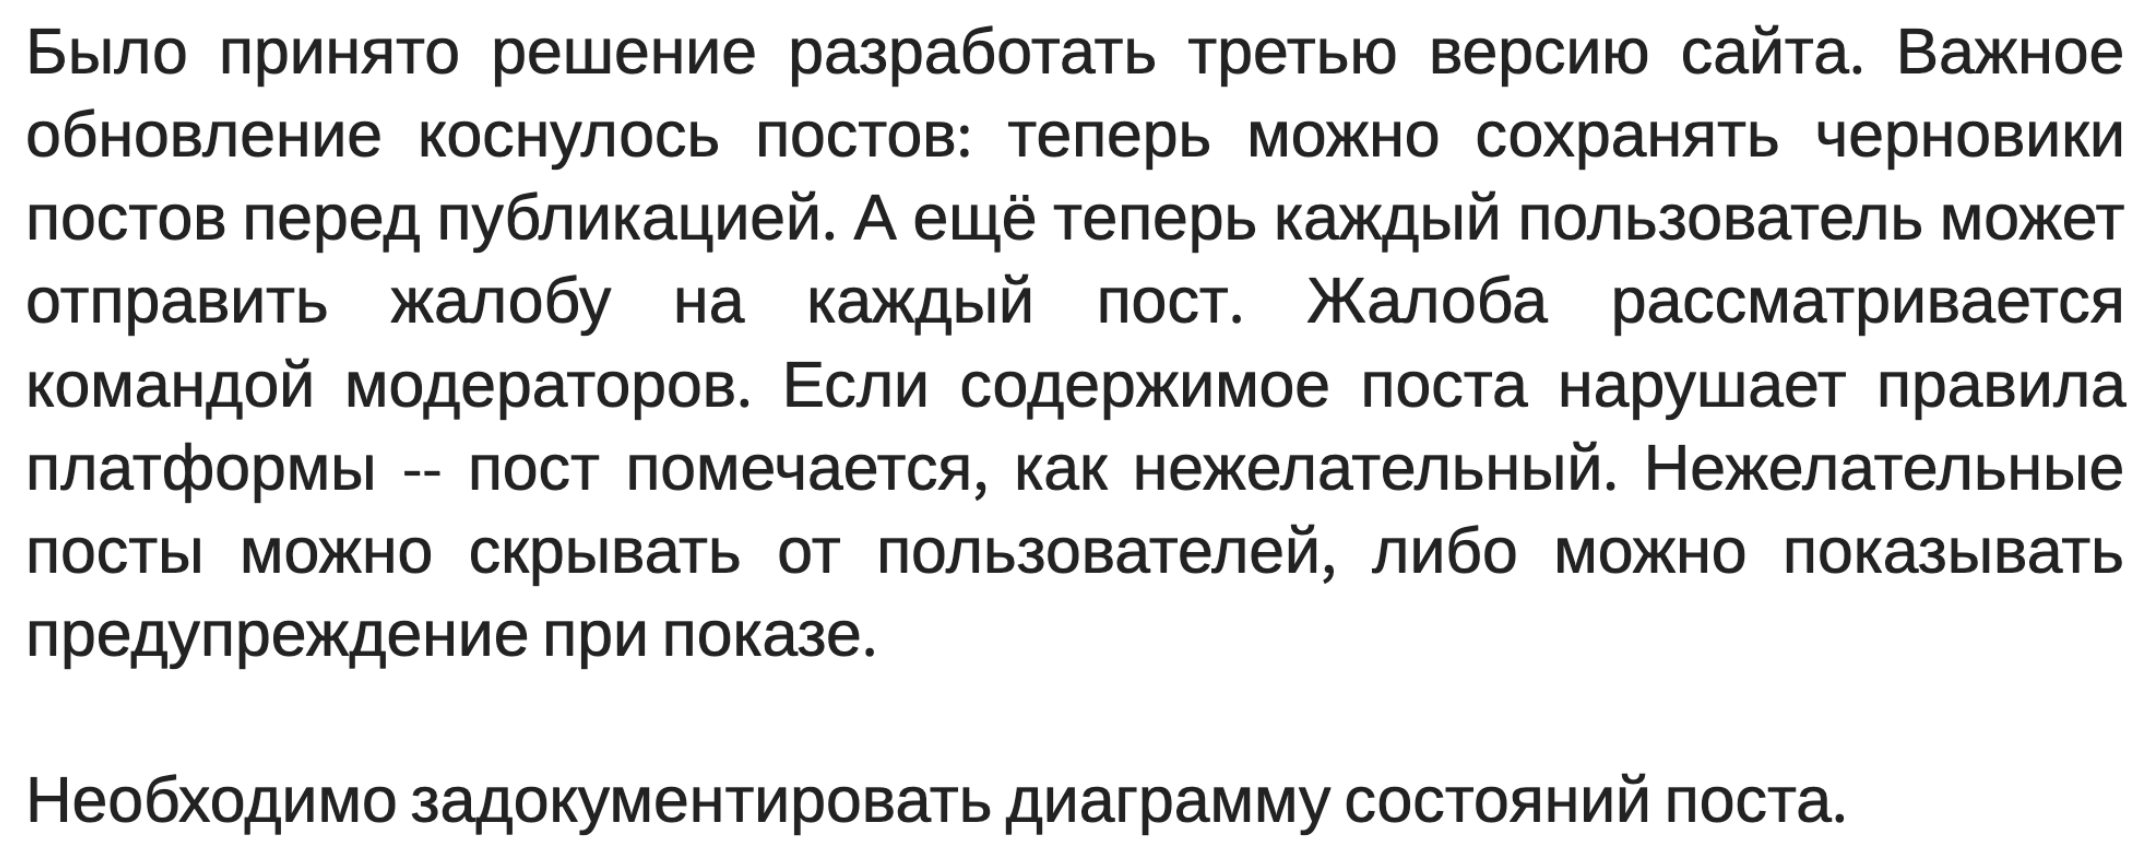 Было принято решение разработать третью версию сайта. Важное
обновление коснулось постов: теперь можно сохранять черновики
постов перед публикацией. А ещё теперь каждый пользователь может
отправить жалобу на каждый пост. Жалоба рассматривается
командой модераторов. Если содержимое поста нарушает правила
платформы -- пост помечается, как нежелательный. Нежелательные
посты можно скрывать от пользователей, либо можно показывать
предупреждение при показе.
Необходимо задокументировать диаграмму состояний поста.